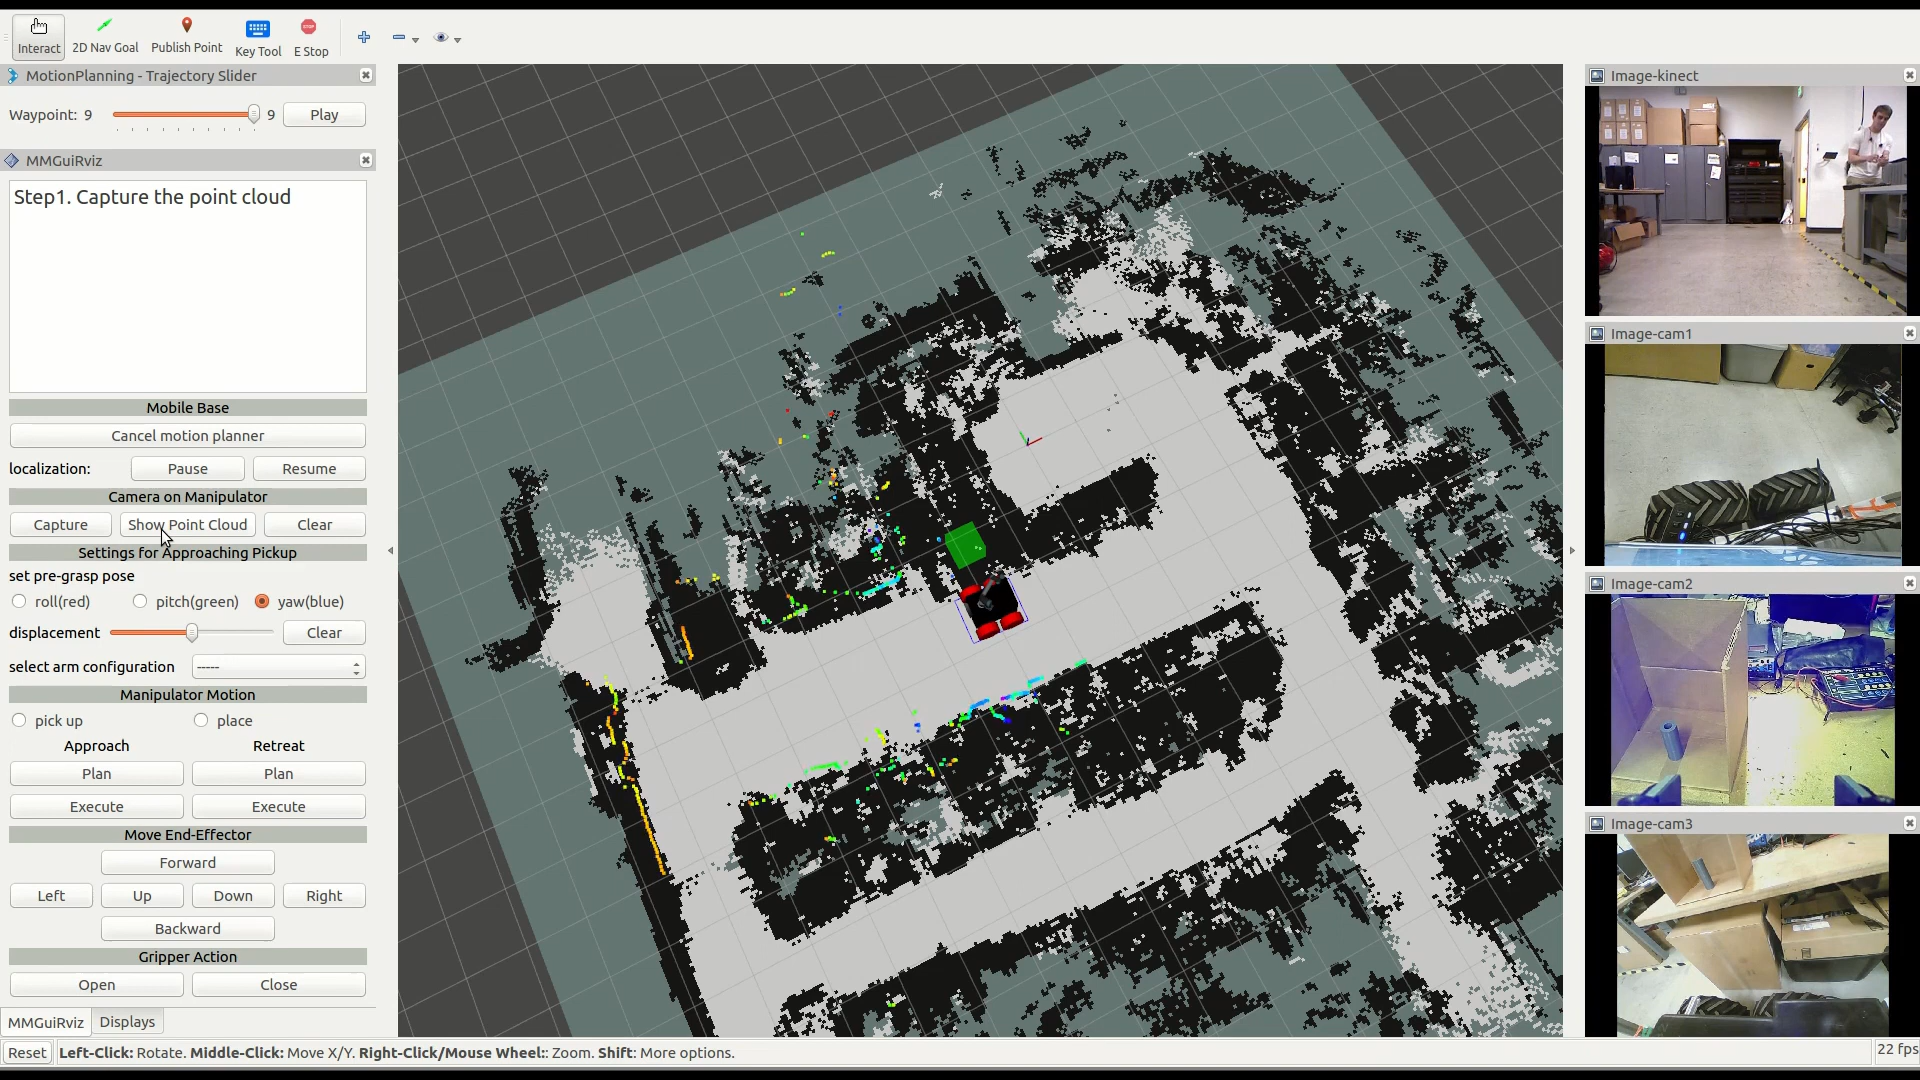 Interact 2D Nav Goal Publish Point Key Tool E Stop
STOP
MotionPlanning - Trajectory Slider
Waypoint: 9 9 Play
MMGuiRviz
Step1. Capture the point cloud
Mobile Base
Cancel motion planner
localization: Pause Resume
Camera on Manipulator
Capture Show Point Cloud Clear
Settings for Approaching Pickup
set pre-grasp pose
roll(red) pitch(green) yaw(blue)
displacement Clear
select arm configuration -----
Manipulator Motion
pick up place
Approach Retreat
Plan Plan
Execute Execute
Move End-Effector
Forward
Left Up Down Right
Backward
Gripper Action
Open Close
MMGuiRviz Displays
Reset Left-Click: Rotate. Middle-Click: Move X/Y. Right-Click/Mouse Wheel:: Zoom. Shift: More options.
22 fps
Image-kinect
Image-cam1
Image-cam2
Image-cam3